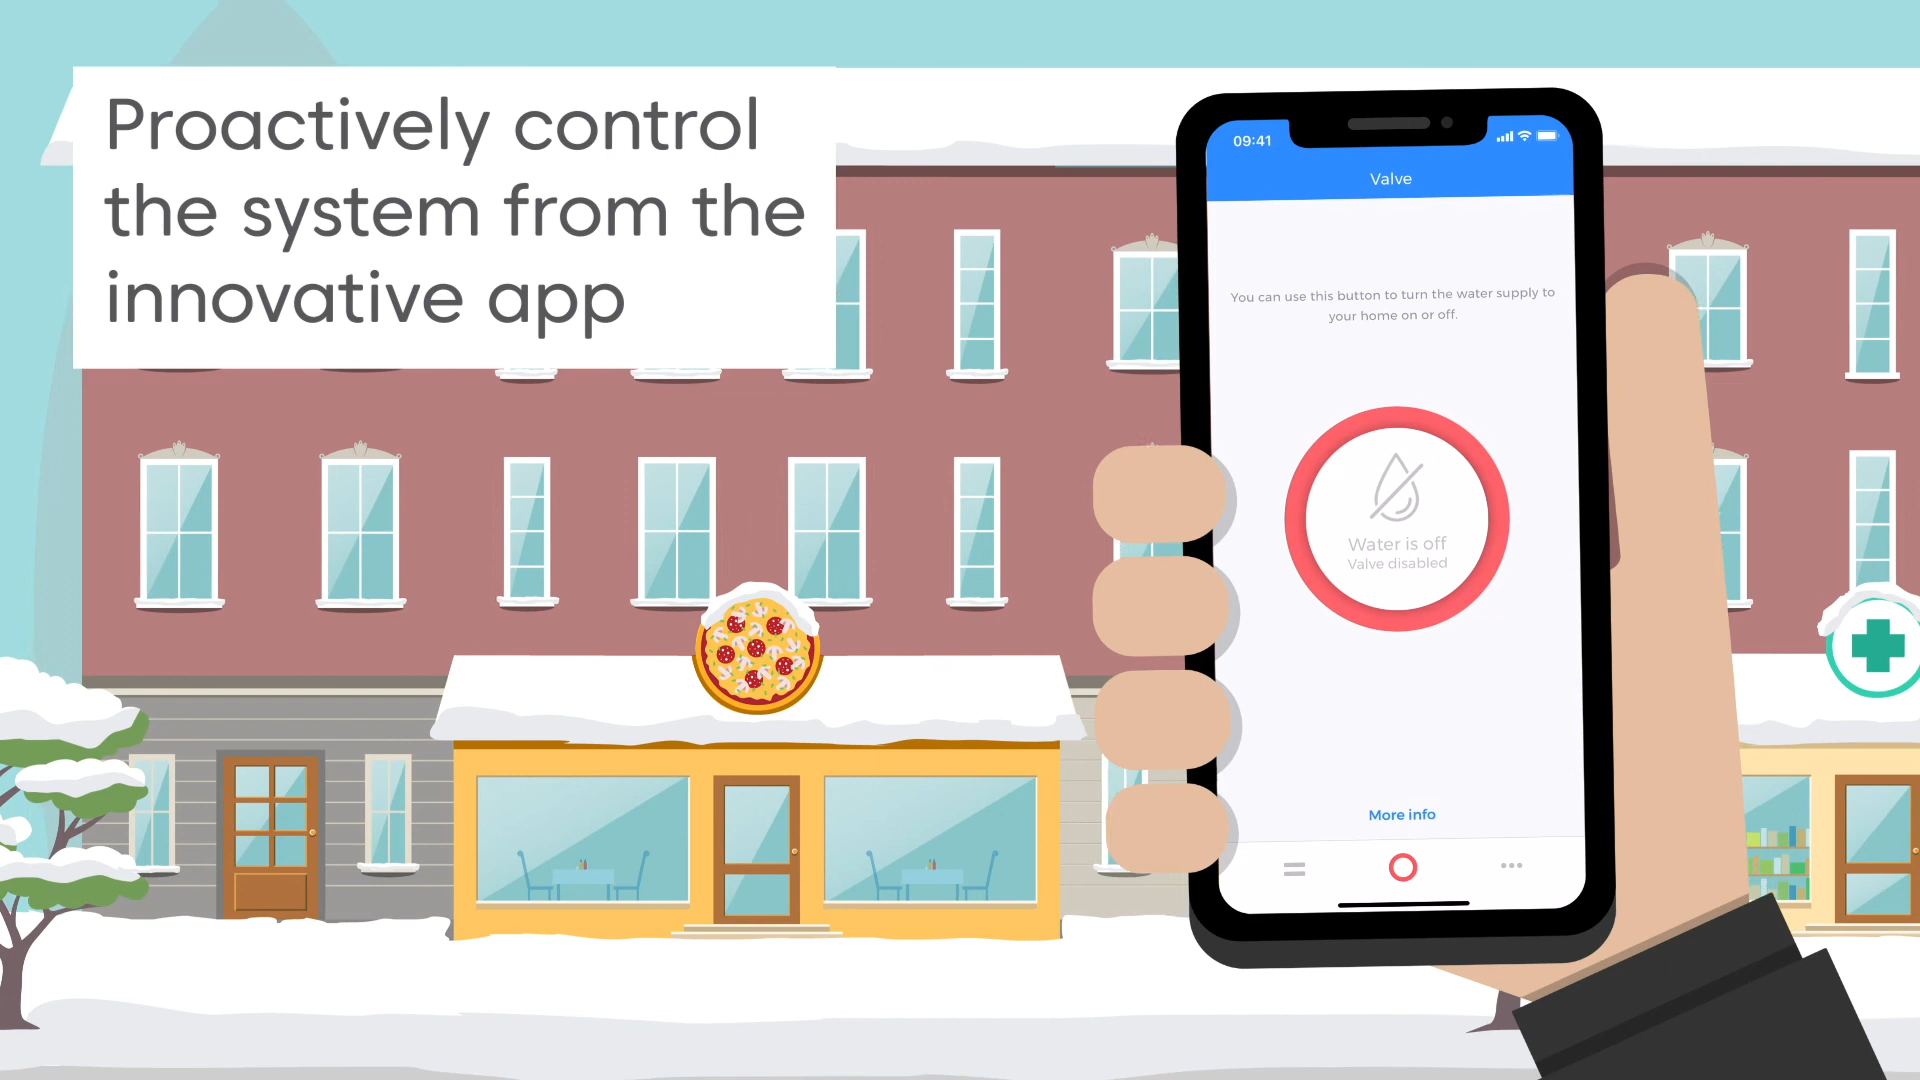 Proactively control
the system from the
innovative app
09:41
Valve
You can use this button to turn the water supply to
your home on or off.
Water is off
Valve disabled
More info